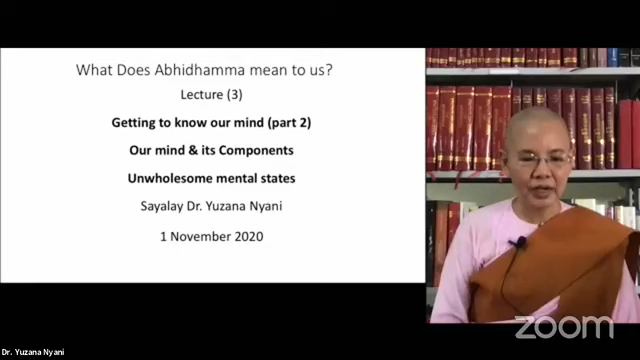 What Does Abhidhamma mean to us?
Lecture (3)
Getting to know our mind (part 2)
Our mind & its Components
Unwholesome mental states
Sayalay Dr. Yuzana Nyani
1 November 2020
zoom
Dr. Yuzana Nyani